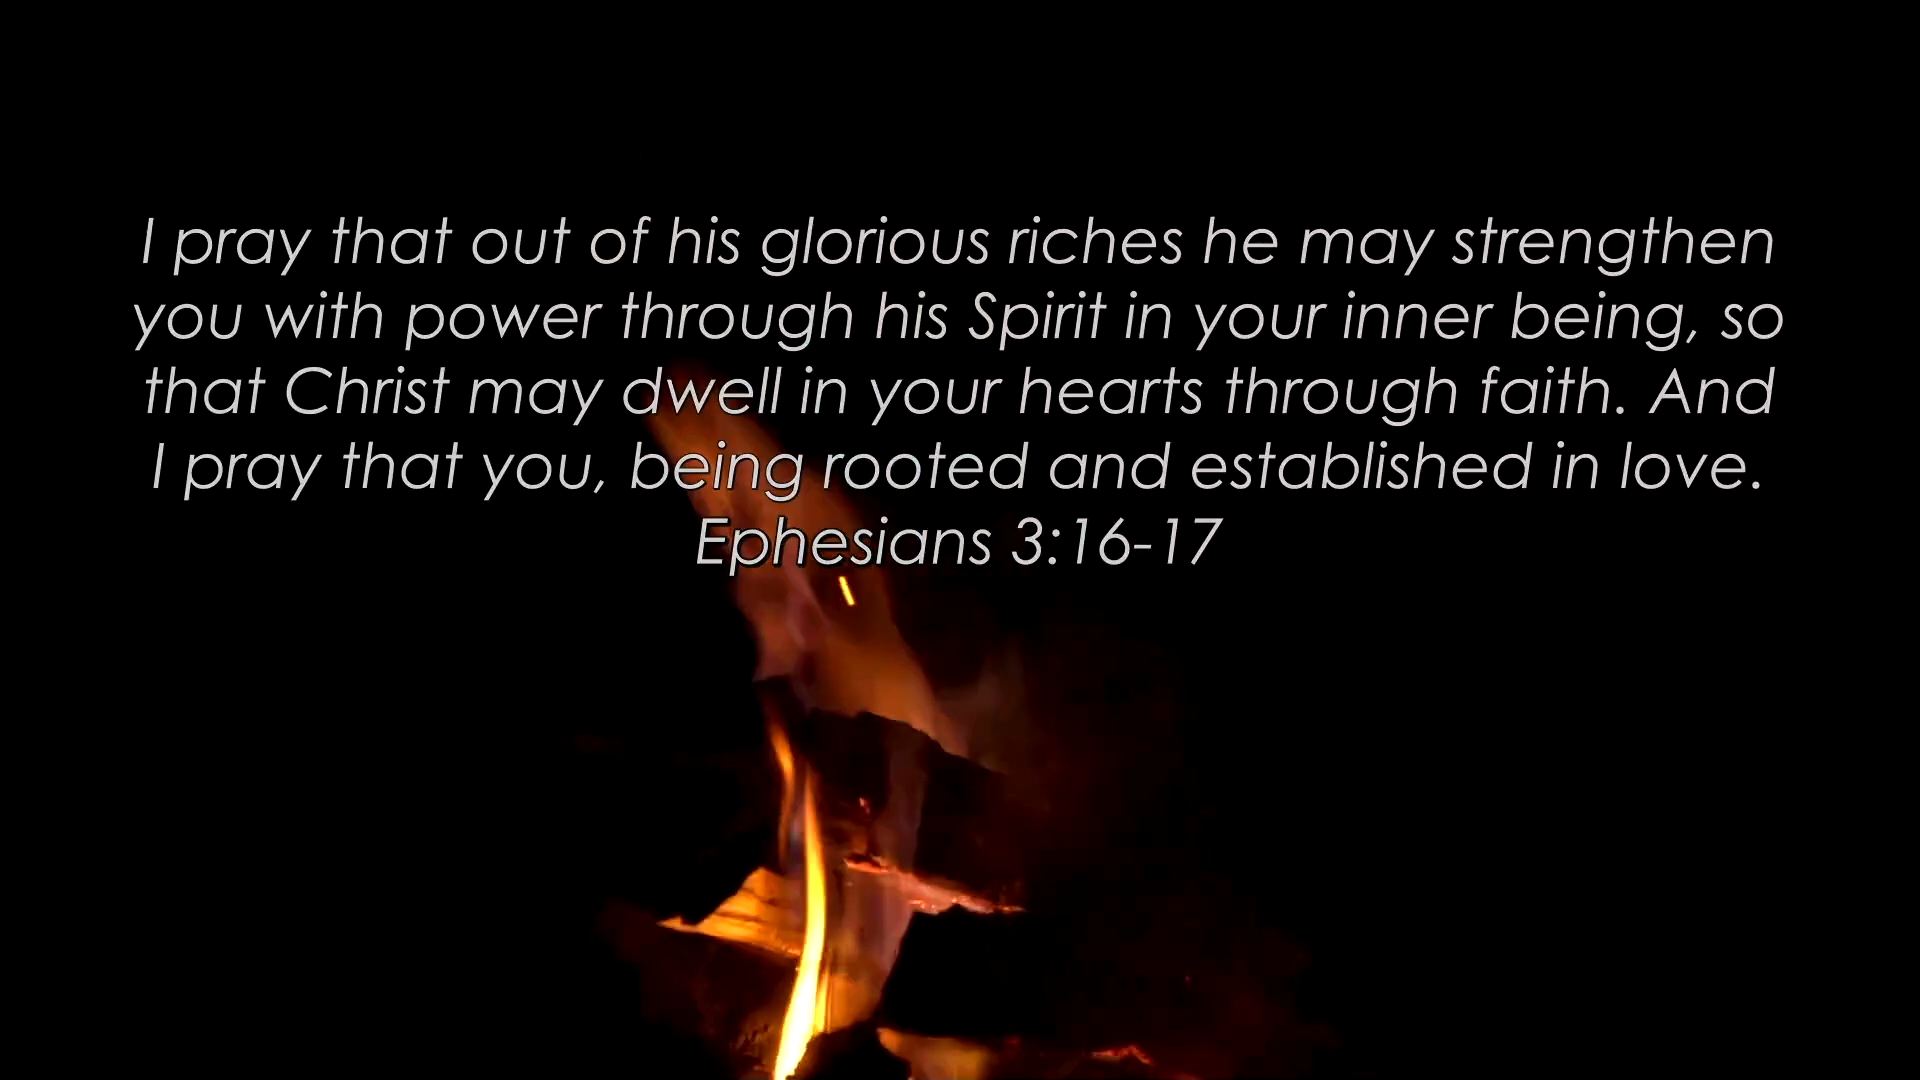 I pray that out of his glorious riches he may strengthen
you with power through his Spirit in your inner being, so
that Christ may dwell in your hearts through faith. And
I pray that you, being rooted and established in love.
Ephesians 3:16-17